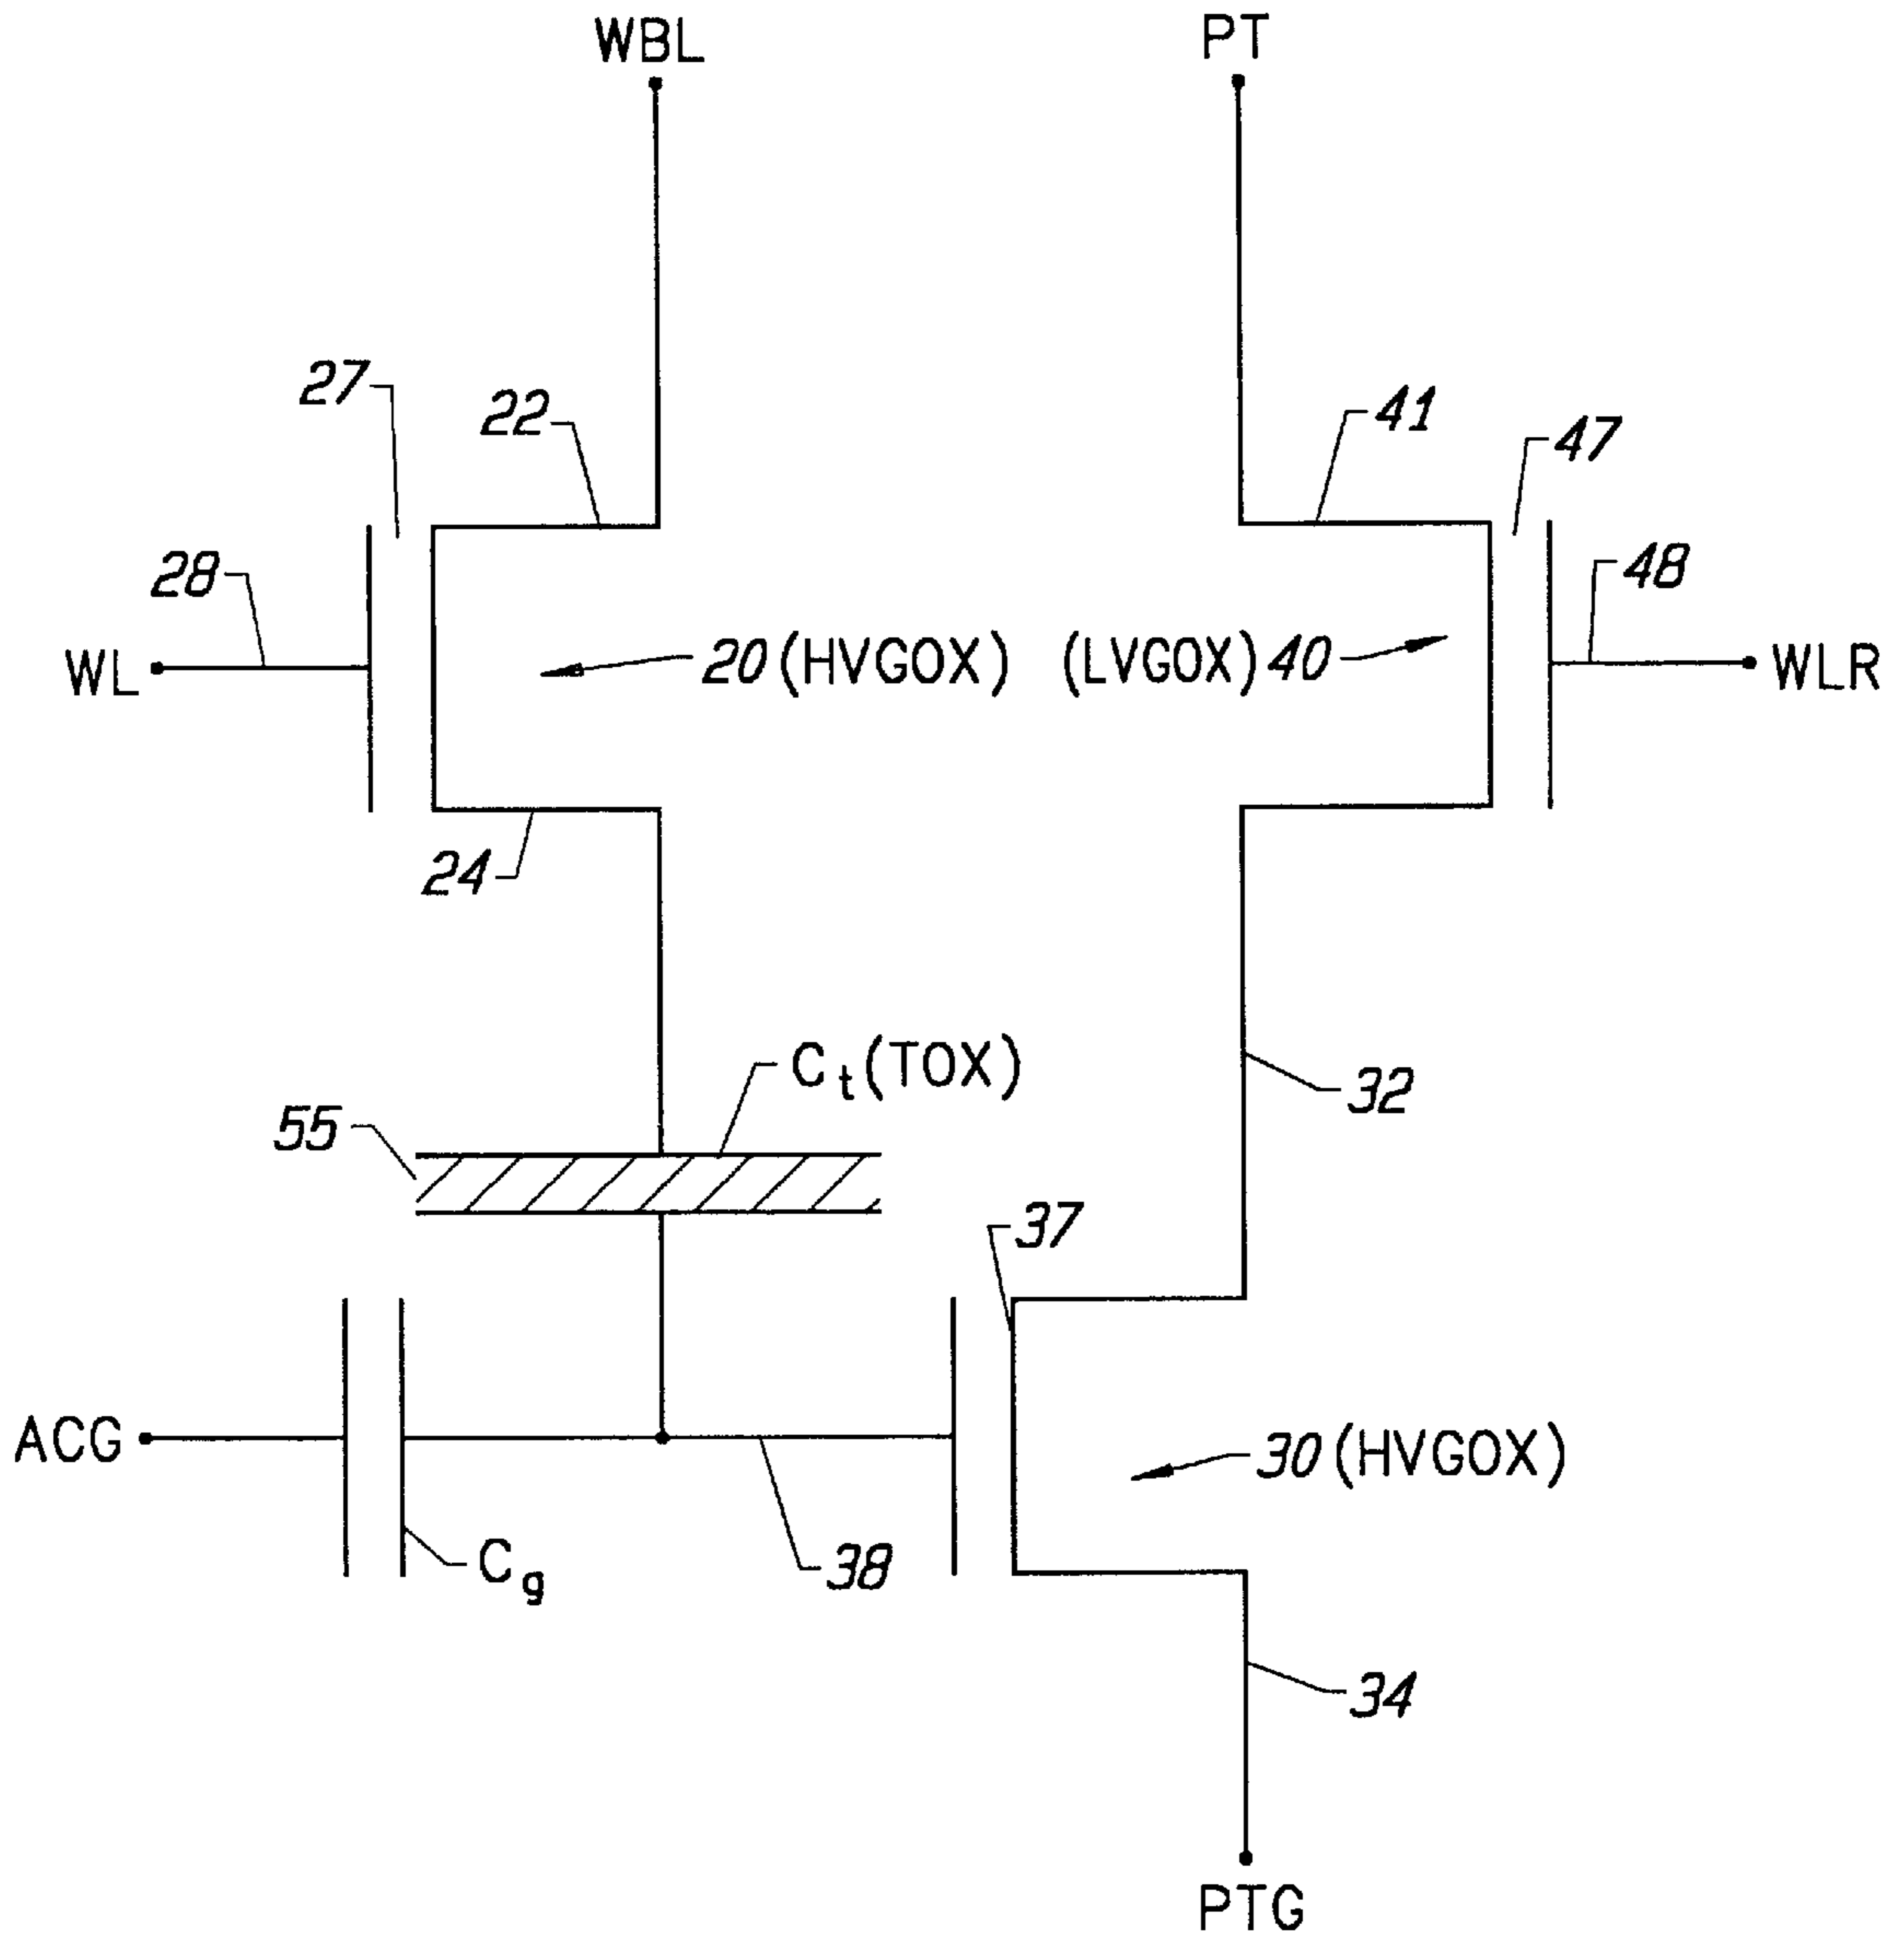 WBL
PT
27
22
41
47
28
48
WL
20 (HVGOX)
(LVGOX) 40
WLR
24
Ct (TOX)
32
55
37
ACG
30 (HVGOX)
Cg
38
34
PTG